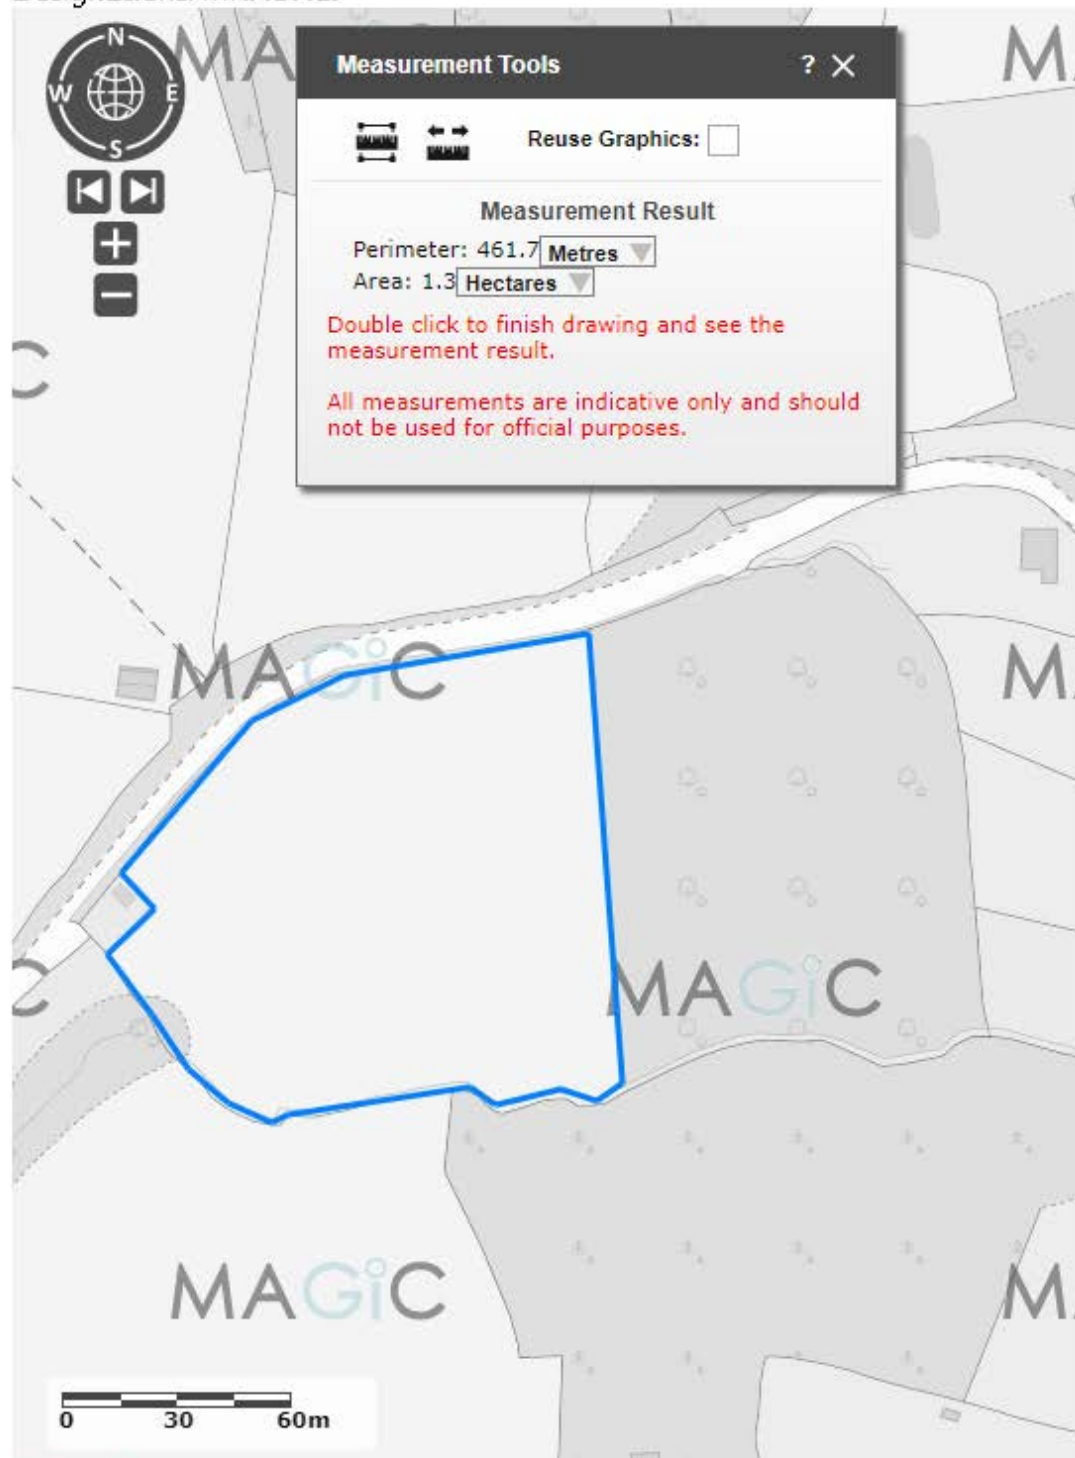 N
W
E
S
Measurement Tools ? X
Reuse Graphics:
Measurement Result
Perimeter: 461.7 Metres
Area: 1.3 Hectares
Double click to finish drawing and see the
measurement result.
All measurements are indicative only and should
not be used for official purposes.
MAGiC
MAGiC
MAGiC
0 30 60m